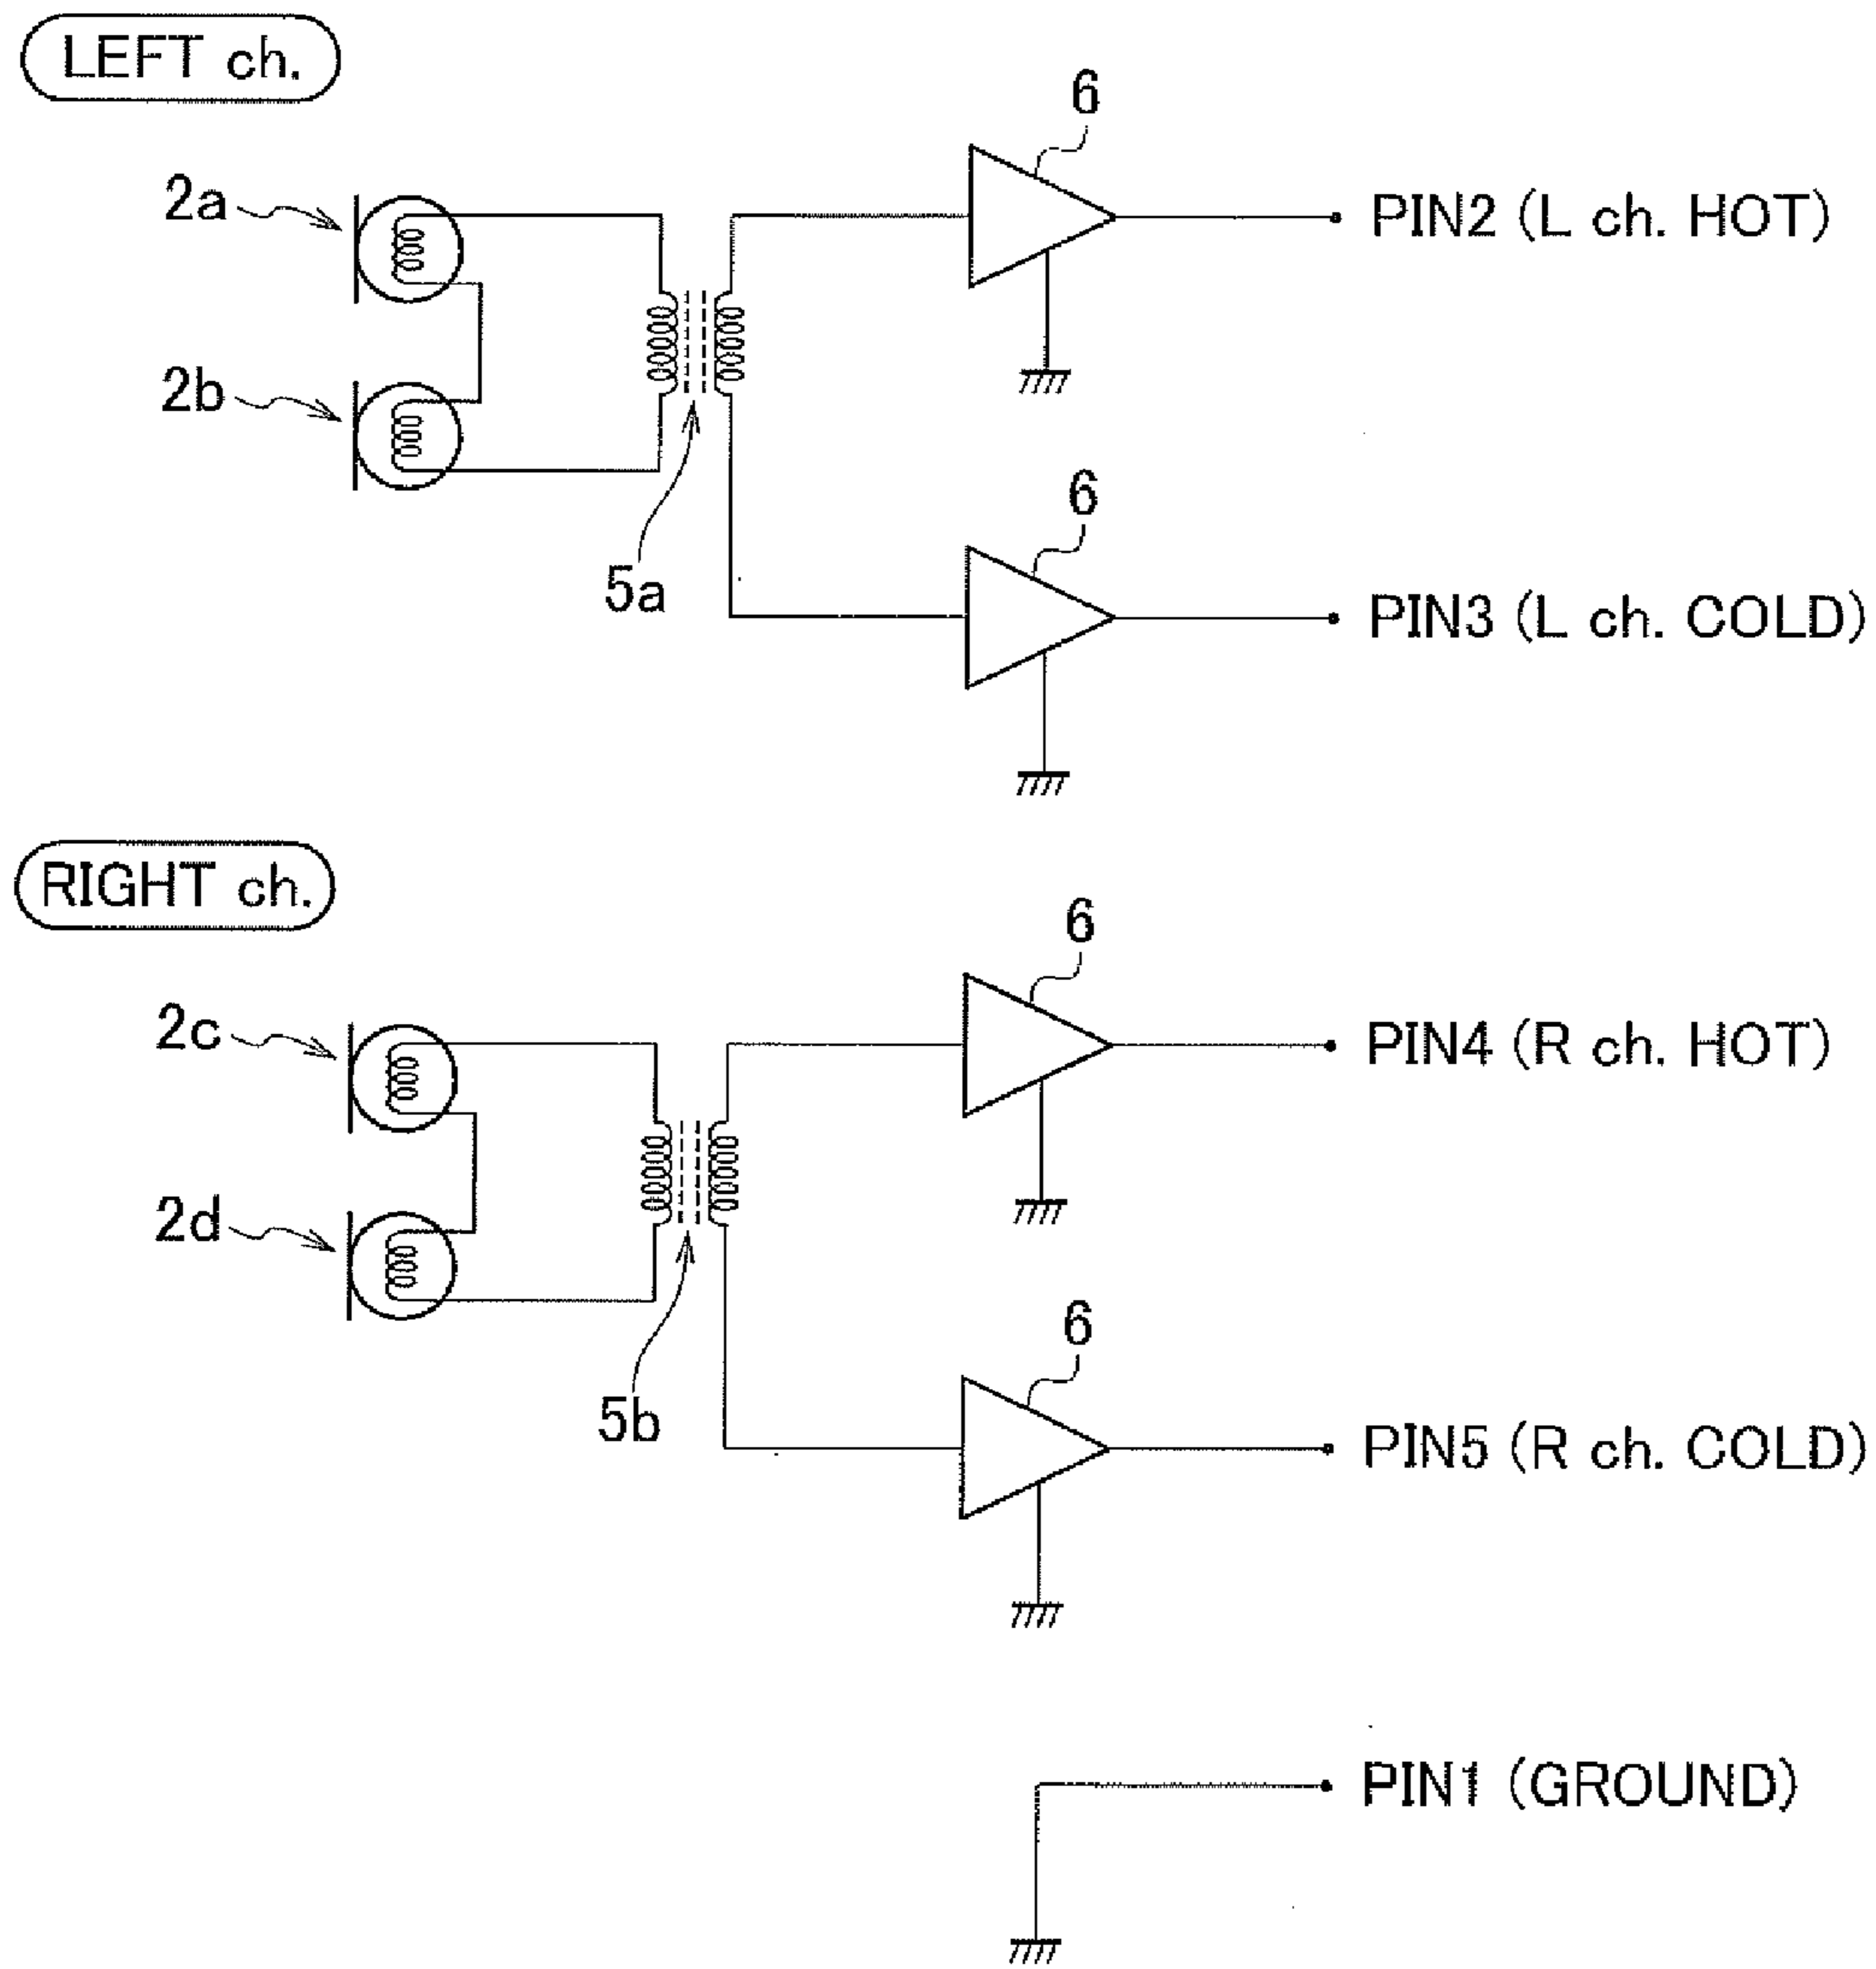 LEFT ch.
6
2a
PIN2 (L ch. HOT)
2b
6
5a
PIN3 (L ch. COLD)
RIGHT ch.
6
2c
PIN4 (R ch. HOT)
2d
6
5b
PIN5 (R ch. COLD)
PIN1 (GROUND)